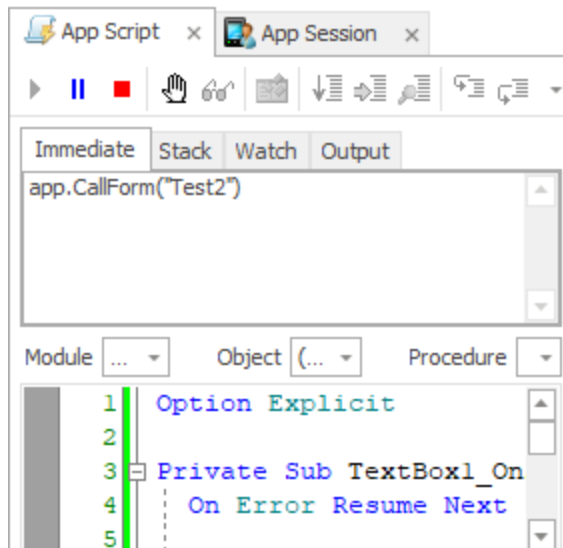 App Script
App Session
Immediate Stack Watch Output
app.CallForm("Test2")
Module ... Object (... Procedure
1 Option Explicit
2
3 Private Sub TextBox1_On
4 On Error Resume Next
5